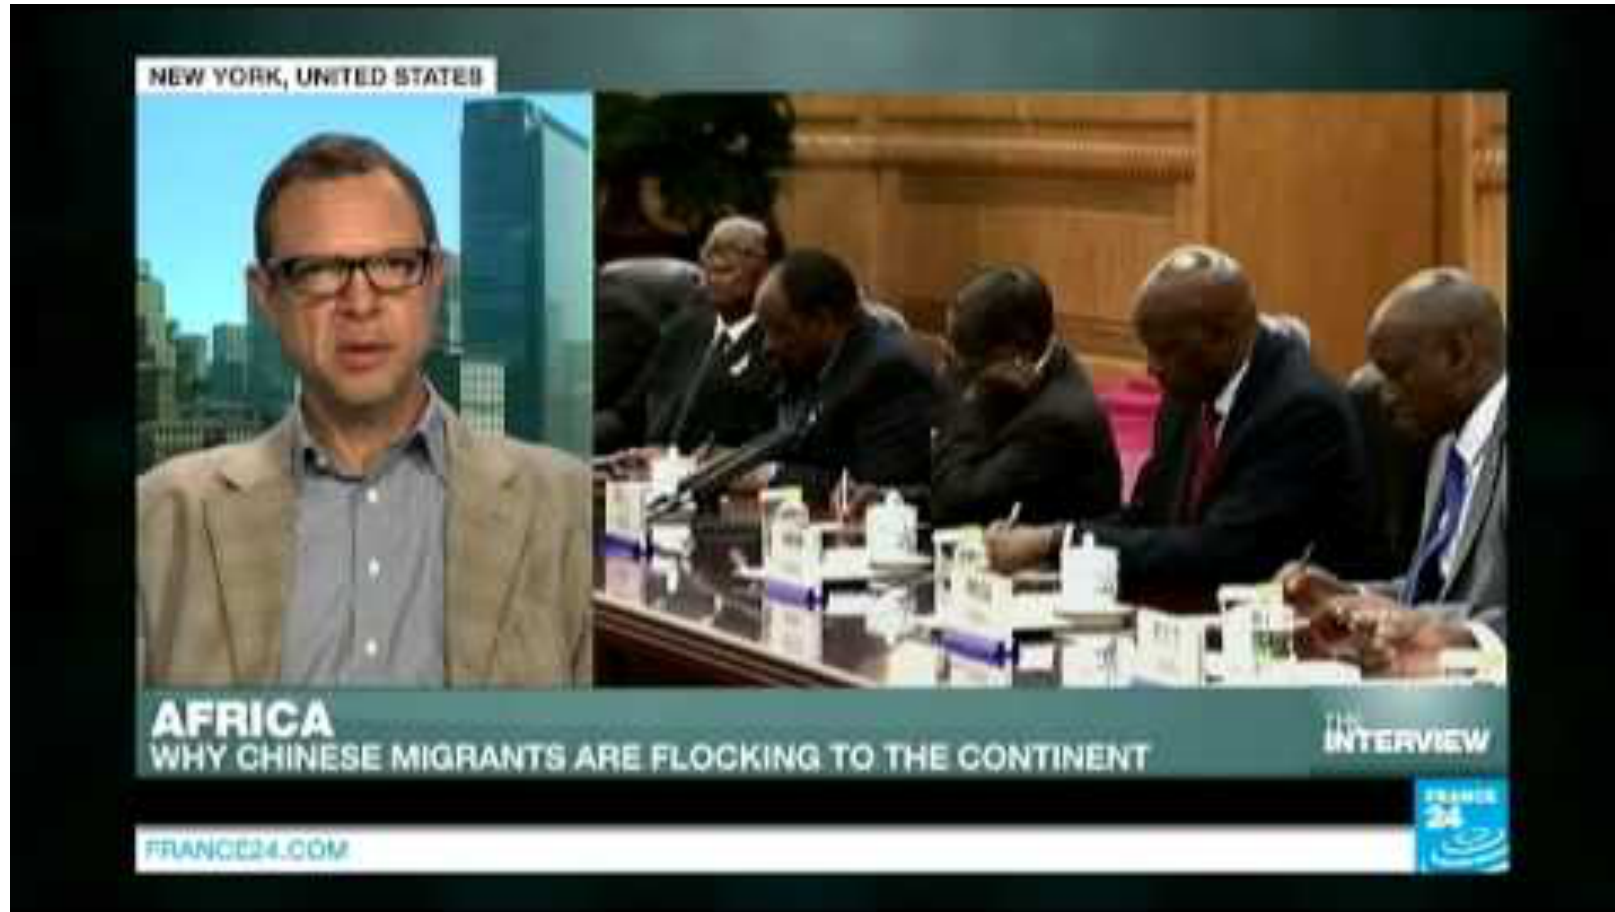 NEW YORK, UNITED STATES
AFRICA
WHY CHINESE MIGRANTS ARE FLOCKING TO THE CONTINENT
THE
INTERVIEW
FRANCE
24
FRANCE24.COM